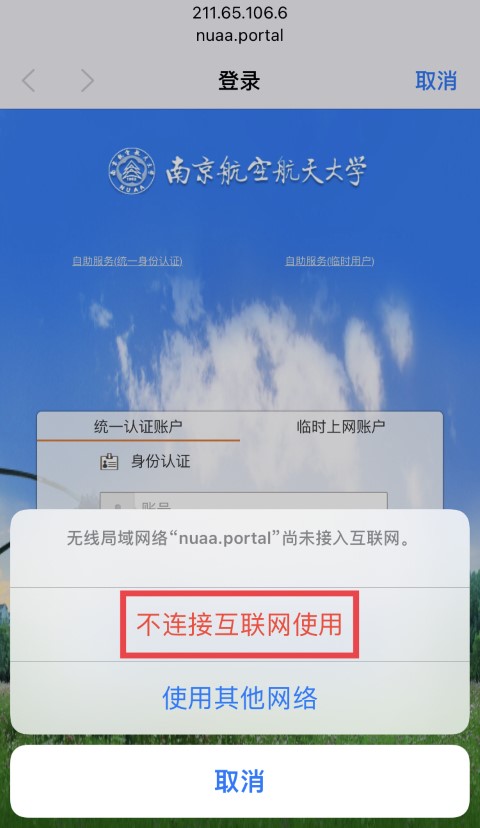 211.65.106.6
nuaa.portal
登录
取消
南京航空航天大学
NUAA
自助服务(统一身份认证)
自助服务(临时用户)
统一认证账户
临时上网账户
身份认证
账号
无线局域网络“nuaa.portal”尚未接入互联网。
不连接互联网使用
使用其他网络
取消